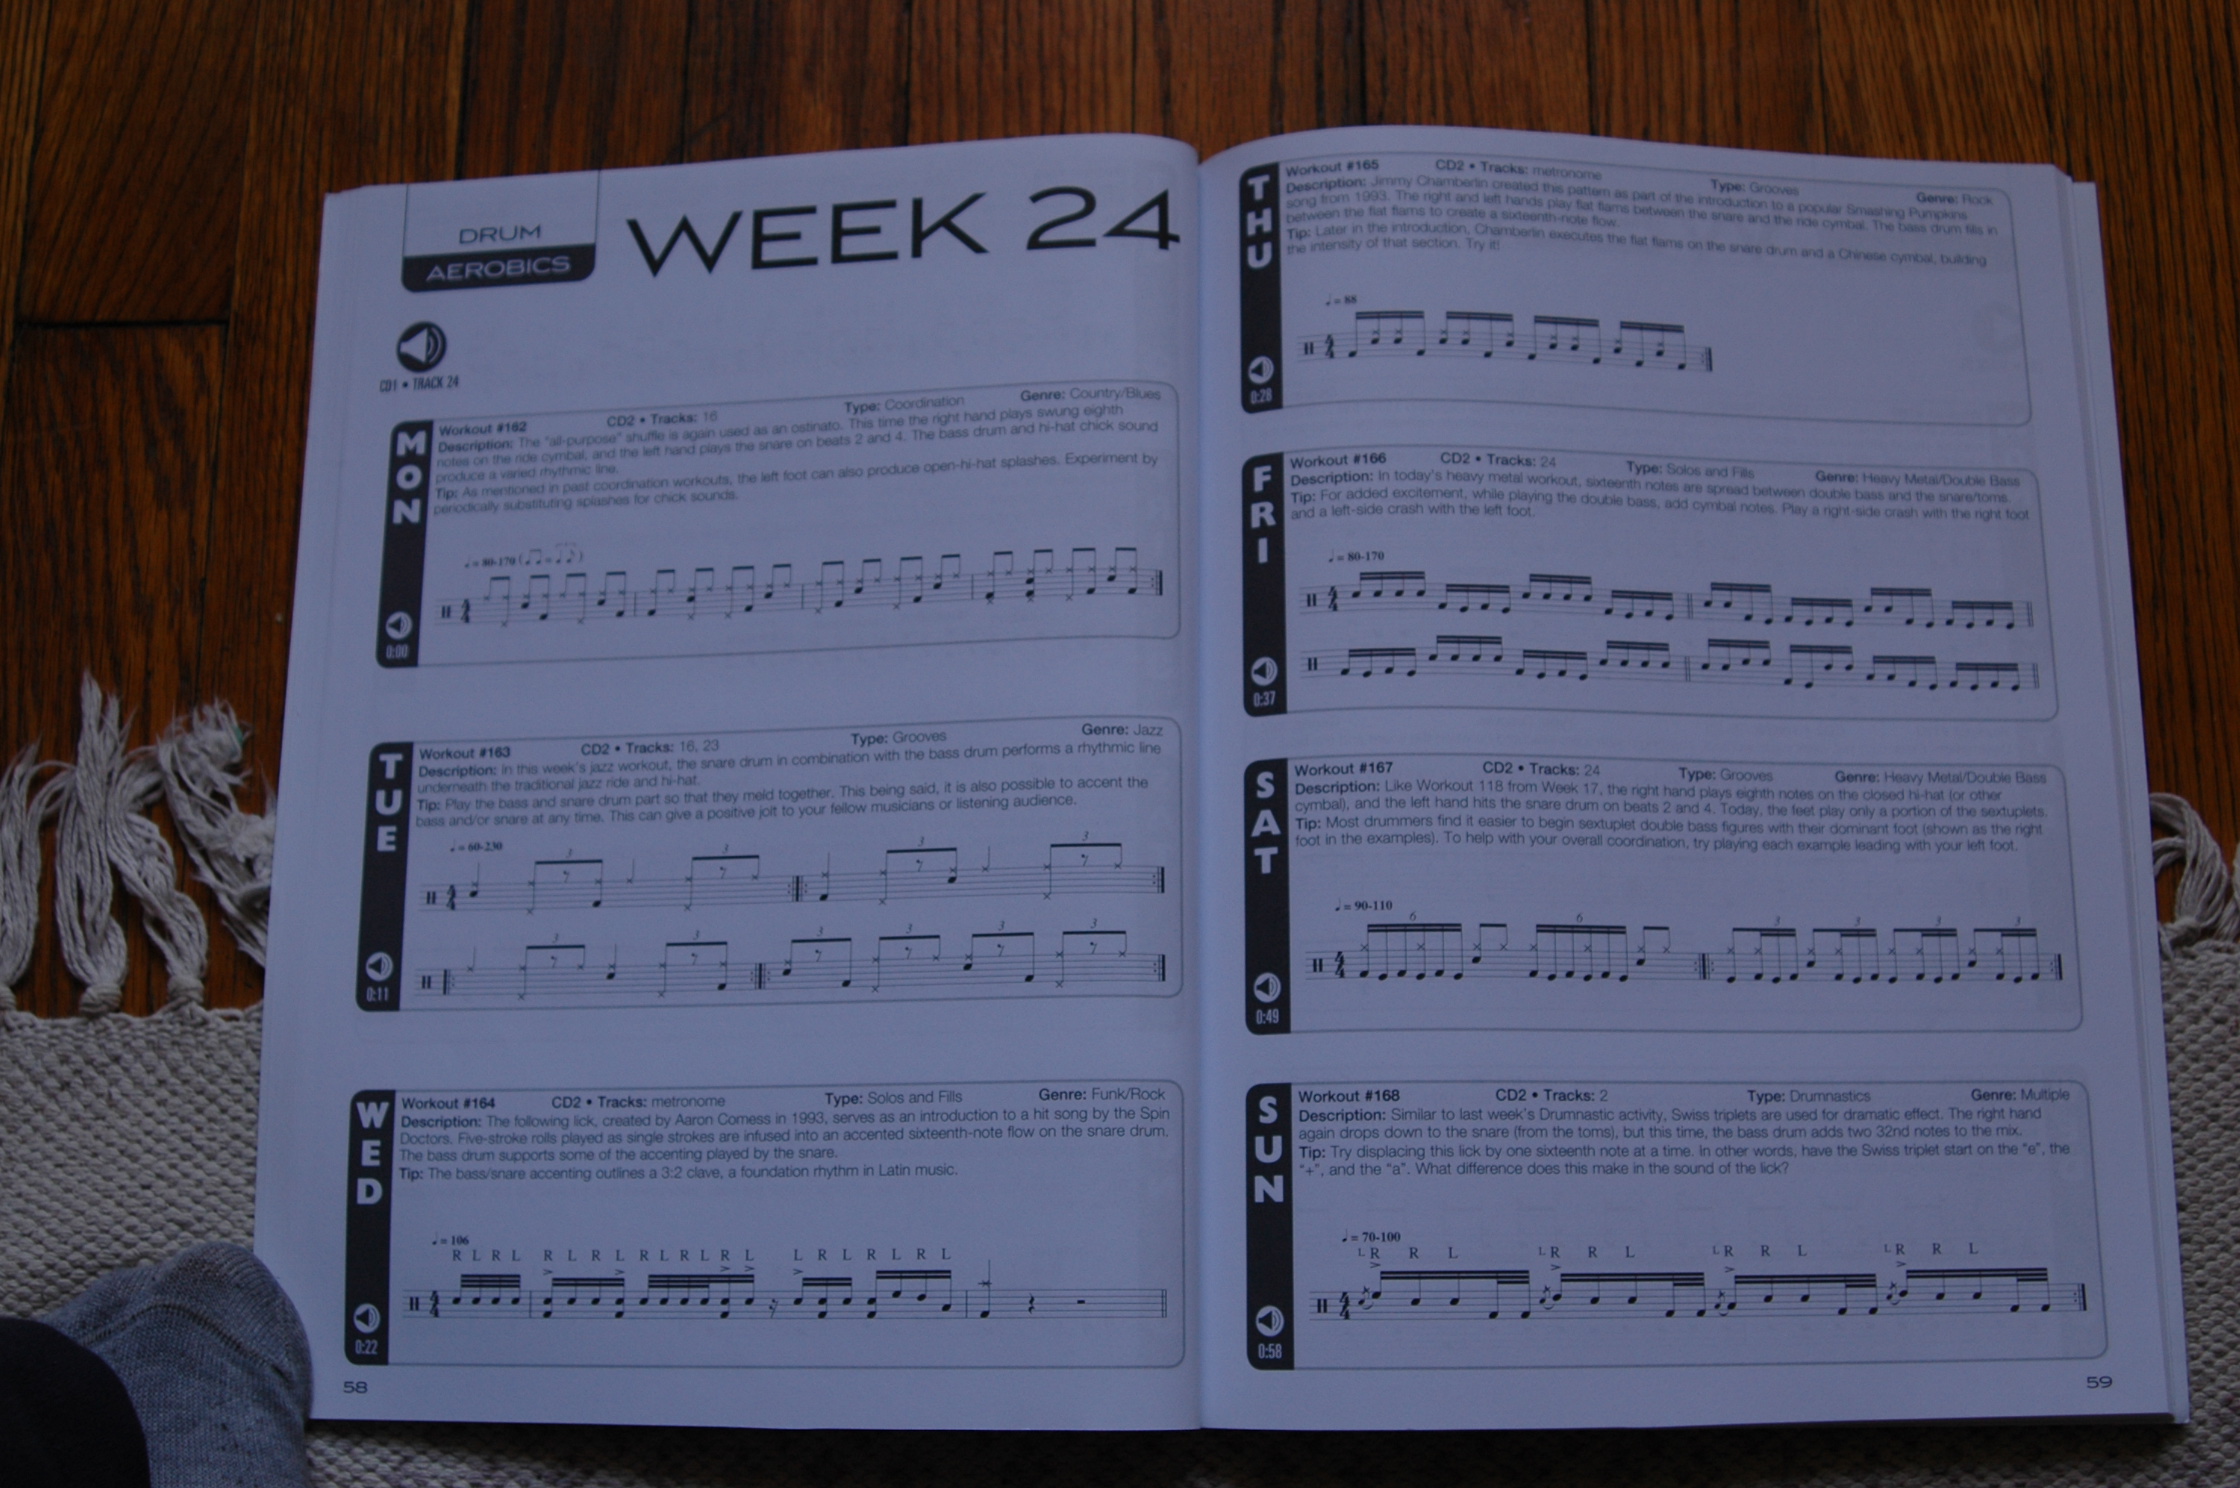 DRUM
AEROBICS
WEEK 24
CD1 • TRACK 24
MON
0:00
Workout #162 CD2 • Tracks: 16 Type: Coordination Genre: Country/Blues
Description: The "all-purpose" shuffle is again used as an ostinato. This time the right hand plays swung eighth
notes on the ride cymbal, and the left hand plays the snare on beats 2 and 4. The bass drum and hi-hat chick sound
produce a varied rhythmic line.
Tip: As mentioned in past coordination workouts, the left foot can also produce open-hi-hat splashes. Experiment by
periodically substituting splashes for chick sounds.
♩ = 80-170
TUE
0:11
Workout #163 CD2 • Tracks: 16, 23 Type: Grooves Genre: Jazz
Description: In this week's jazz workout, the snare drum in combination with the bass drum performs a rhythmic line
underneath the traditional jazz ride and hi-hat.
Tip: Play the bass and snare drum part so that they meld together. This being said, it is also possible to accent the
bass and/or snare at any time. This can give a positive jolt to your fellow musicians or listening audience.
♩ = 60-230
3 3 3 3
3 3 3 3 3 3
WED
0:22
Workout #164 CD2 • Tracks: metronome Type: Solos and Fills Genre: Funk/Rock
Description: The following lick, created by Aaron Comess in 1993, serves as an introduction to a hit song by the Spin
Doctors. Five-stroke rolls played as single strokes are infused into an accented sixteenth-note flow on the snare drum.
The bass drum supports some of the accenting played by the snare.
Tip: The bass/snare accenting outlines a 3:2 clave, a foundation rhythm in Latin music.
♩ = 106
R L R L R L R L R L R L R L L R L R L R L
58
THU
0:28
Workout #165 CD2 • Tracks: metronome Type: Grooves Genre: Rock
Description: Jimmy Chamberlin created this pattern as part of the introduction to a popular Smashing Pumpkins
song from 1993. The right and left hands play flat flams between the snare and the ride cymbal. The bass drum fills in
between the flat flams to create a sixteenth-note flow.
Tip: Later in the introduction, Chamberlin executes the flat flams on the snare drum and a Chinese cymbal, building
the intensity of that section. Try it!
♩ = 88
FRI
0:37
Workout #166 CD2 • Tracks: 24 Type: Solos and Fills Genre: Heavy Metal/Double Bass
Description: In today's heavy metal workout, sixteenth notes are spread between double bass and the snare/toms.
Tip: For added excitement, while playing the double bass, add cymbal notes. Play a right-side crash with the right foot
and a left-side crash with the left foot.
♩ = 80-170
SAT
0:49
Workout #167 CD2 • Tracks: 24 Type: Grooves Genre: Heavy Metal/Double Bass
Description: Like Workout 118 from Week 17, the right hand plays eighth notes on the closed hi-hat (or other
cymbal), and the left hand hits the snare drum on beats 2 and 4. Today, the feet play only a portion of the sextuplets.
Tip: Most drummers find it easier to begin sextuplet double bass figures with their dominant foot (shown as the right
foot in the examples). To help with your overall coordination, try playing each example leading with your left foot.
♩ = 90-110
6 6 3 3 3 3
SUN
0:58
Workout #168 CD2 • Tracks: 2 Type: Drumnastics Genre: Multiple
Description: Similar to last week's Drumnastic activity, Swiss triplets are used for dramatic effect. The right hand
again drops down to the snare (from the toms), but this time, the bass drum adds two 32nd notes to the mix.
Tip: Try displacing this lick by one sixteenth note at a time. In other words, have the Swiss triplet start on the "e", the
"+", and the "a". What difference does this make in the sound of the lick?
♩ = 70-100
L R R L L R R L L R R L L R R L
59